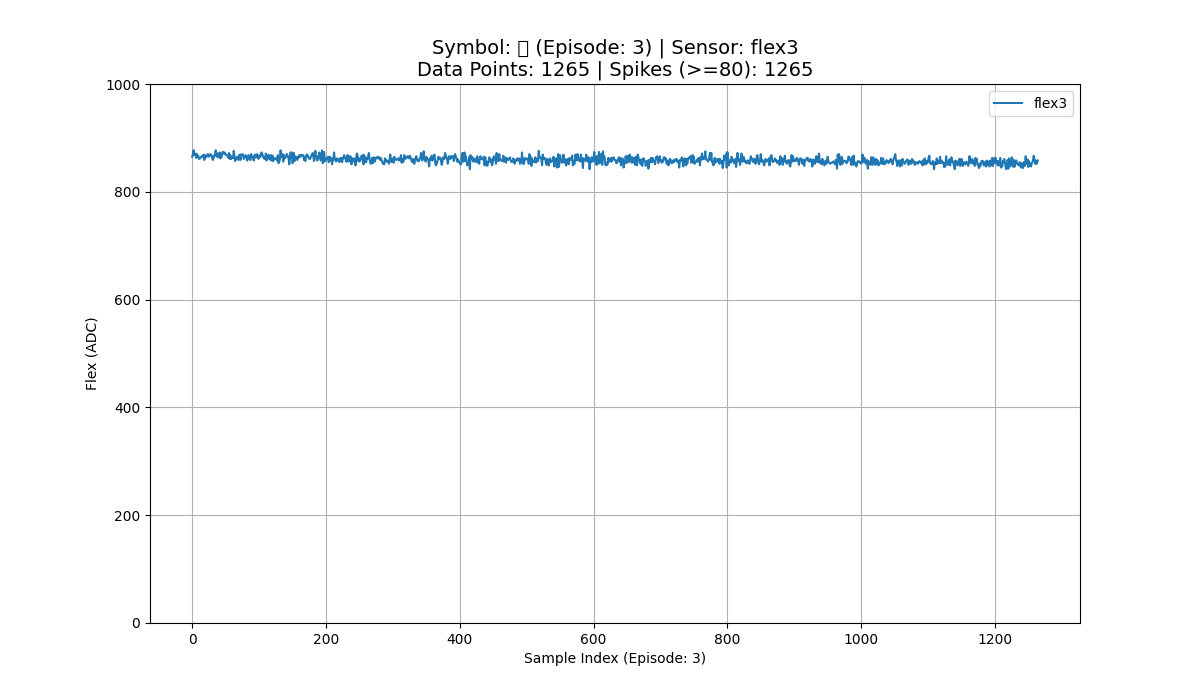 Symbol: (Episode: 3) | Sensor: flex3
Data Points: 1265 | Spikes (>=80): 1265
flex3
1000
800
600
400
200
0
Flex (ADC)
0 200 400 600 800 1000 1200
Sample Index (Episode: 3)